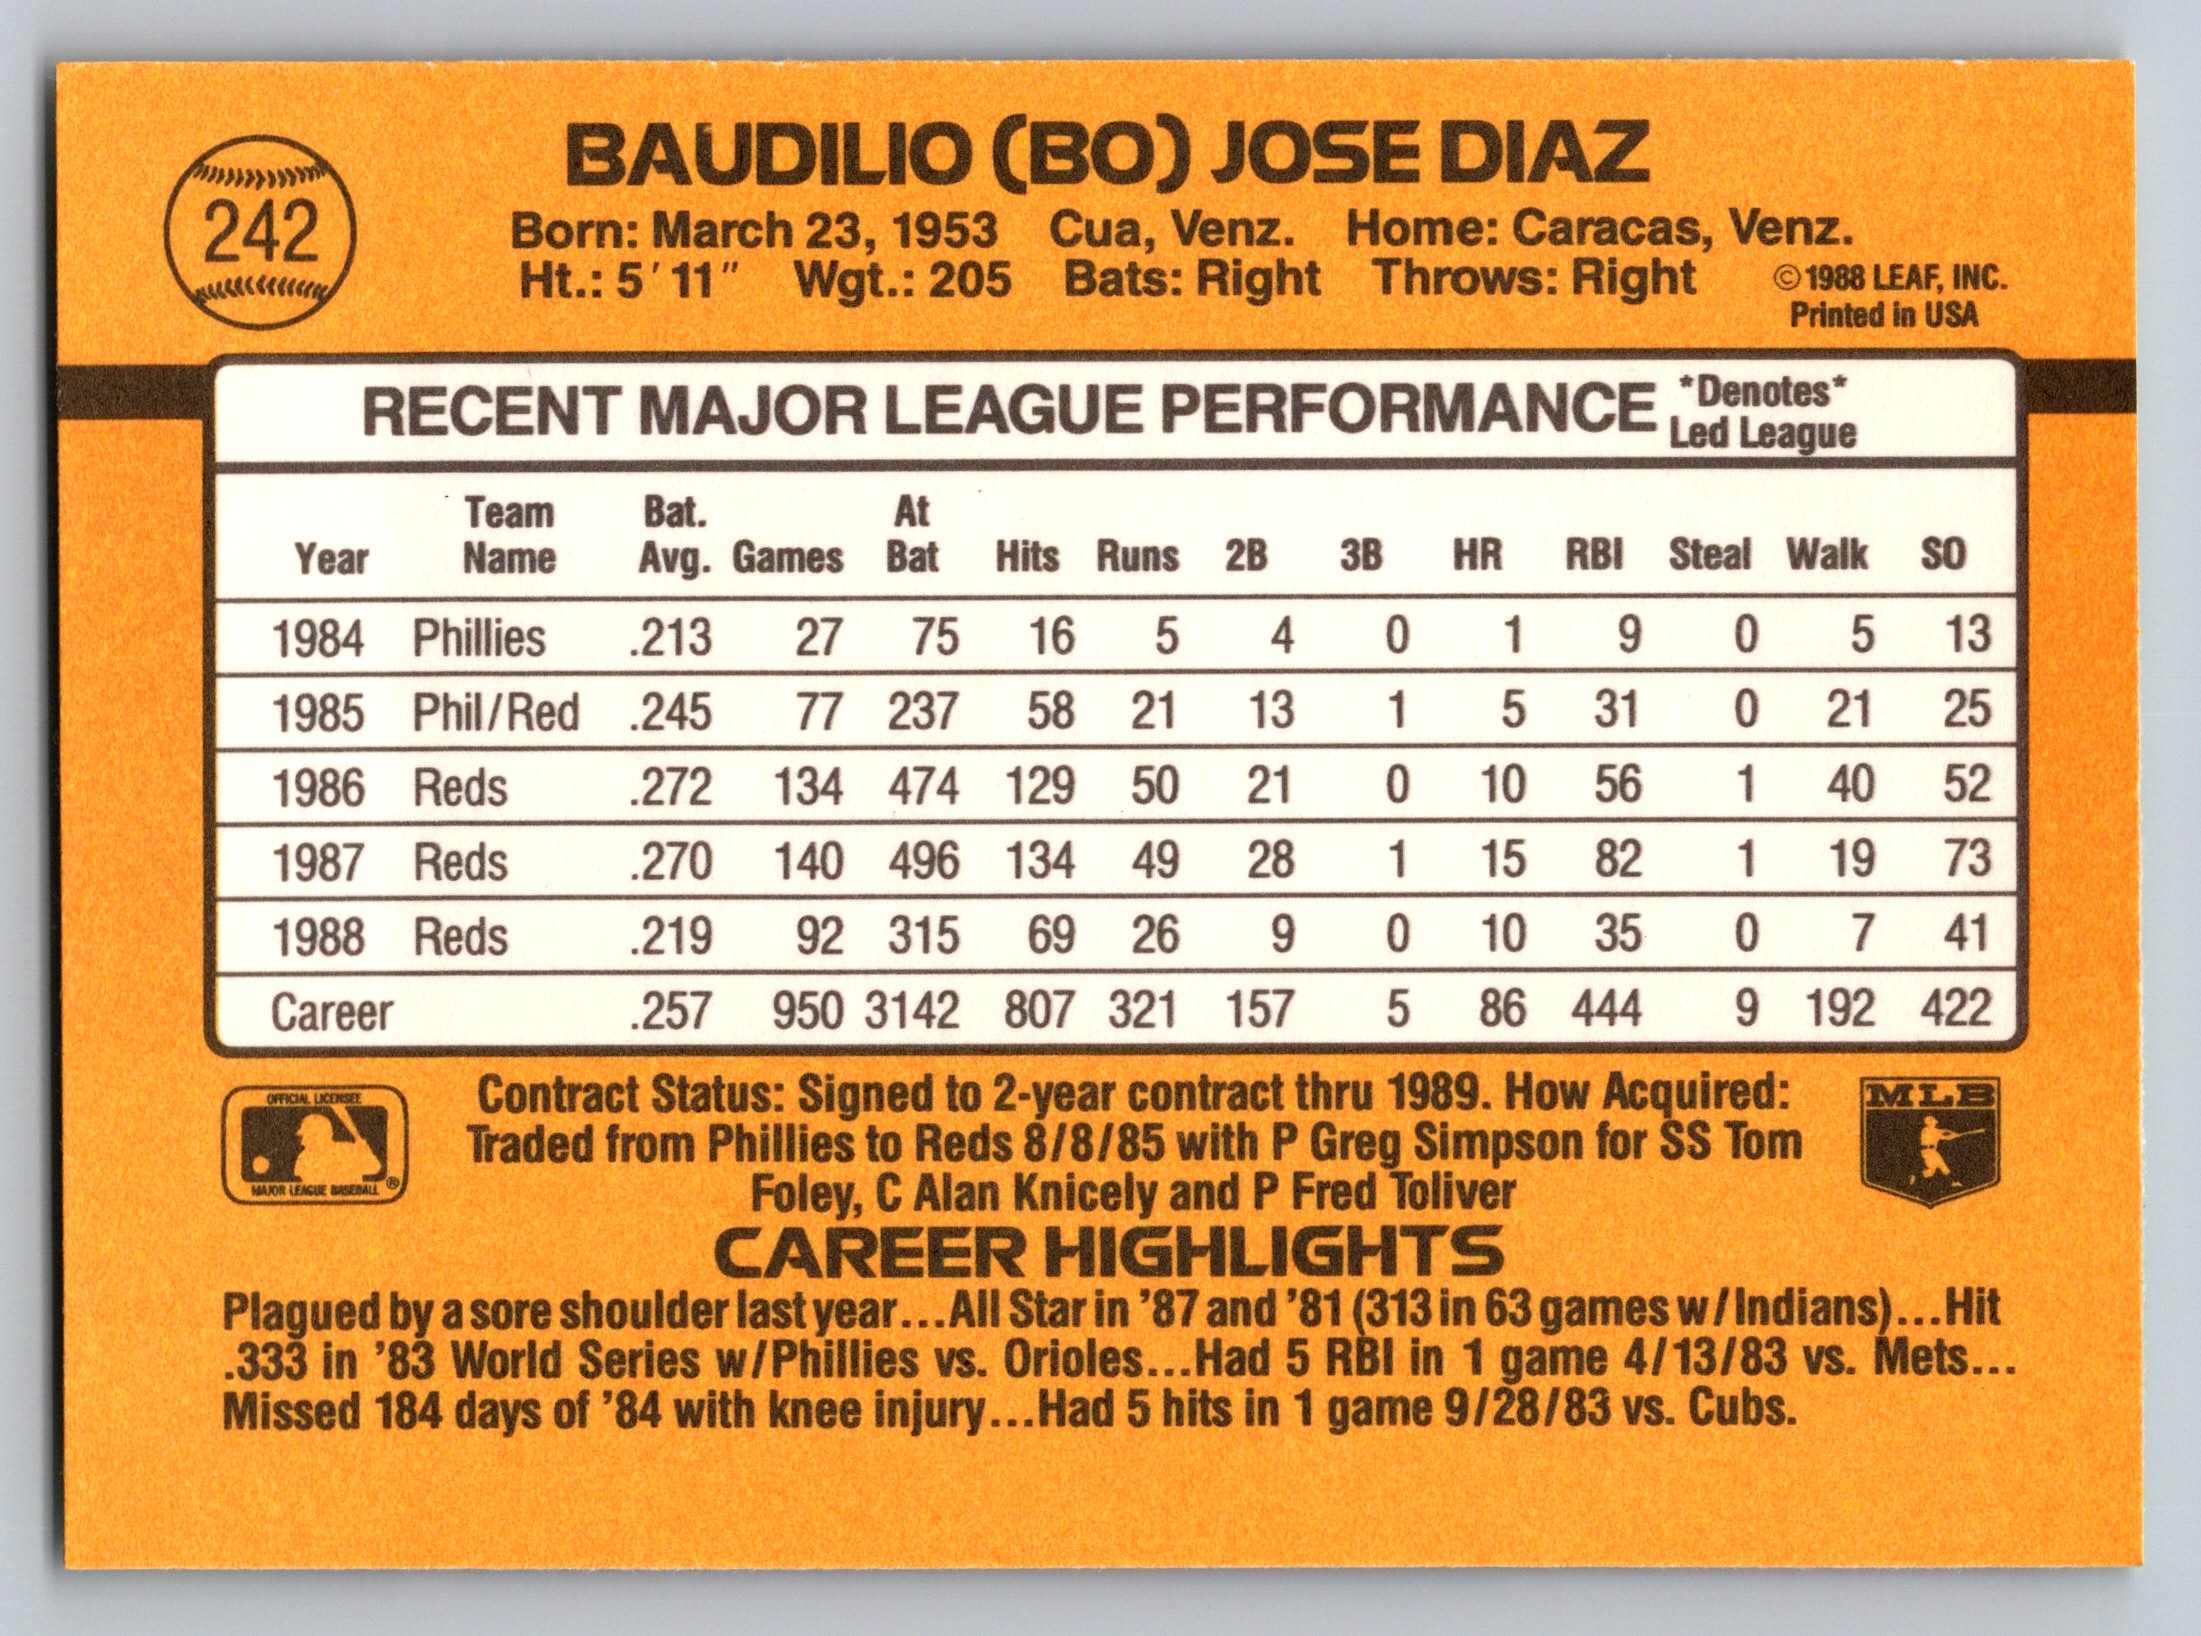 242
BAUDILIO (BO) JOSE DIAZ
Born: March 23, 1953 Cua, Venz. Home: Caracas, Venz.
Ht.: 5' 11" Wgt.: 205 Bats: Right Throws: Right ©1988 LEAF, INC.
Printed in USA
RECENT MAJOR LEAGUE PERFORMANCE *Denotes*
Led League
Year Team Name Bat. Avg. Games At Bat Hits Runs 2B 3B HR RBI Steal Walk SO
1984 Phillies .213 27 75 16 5 4 0 1 9 0 5 13
1985 Phil/Red .245 77 237 58 21 13 1 5 31 0 21 25
1986 Reds .272 134 474 129 50 21 0 10 56 1 40 52
1987 Reds .270 140 496 134 49 28 1 15 82 1 19 73
1988 Reds .219 92 315 69 26 9 0 10 35 0 7 41
Career .257 950 3142 807 321 157 5 86 444 9 192 422
OFFICIAL LICENSEE
MAJOR LEAGUE BASEBALL ®
Contract Status: Signed to 2-year contract thru 1989. How Acquired:
Traded from Phillies to Reds 8/8/85 with P Greg Simpson for SS Tom
Foley, C Alan Knicely and P Fred Toliver
MLB
CAREER HIGHLIGHTS
Plagued by a sore shoulder last year...All Star in '87 and '81 (313 in 63 games w/Indians)...Hit
.333 in '83 World Series w/Phillies vs. Orioles...Had 5 RBI in 1 game 4/13/83 vs. Mets...
Missed 184 days of '84 with knee injury...Had 5 hits in 1 game 9/28/83 vs. Cubs.